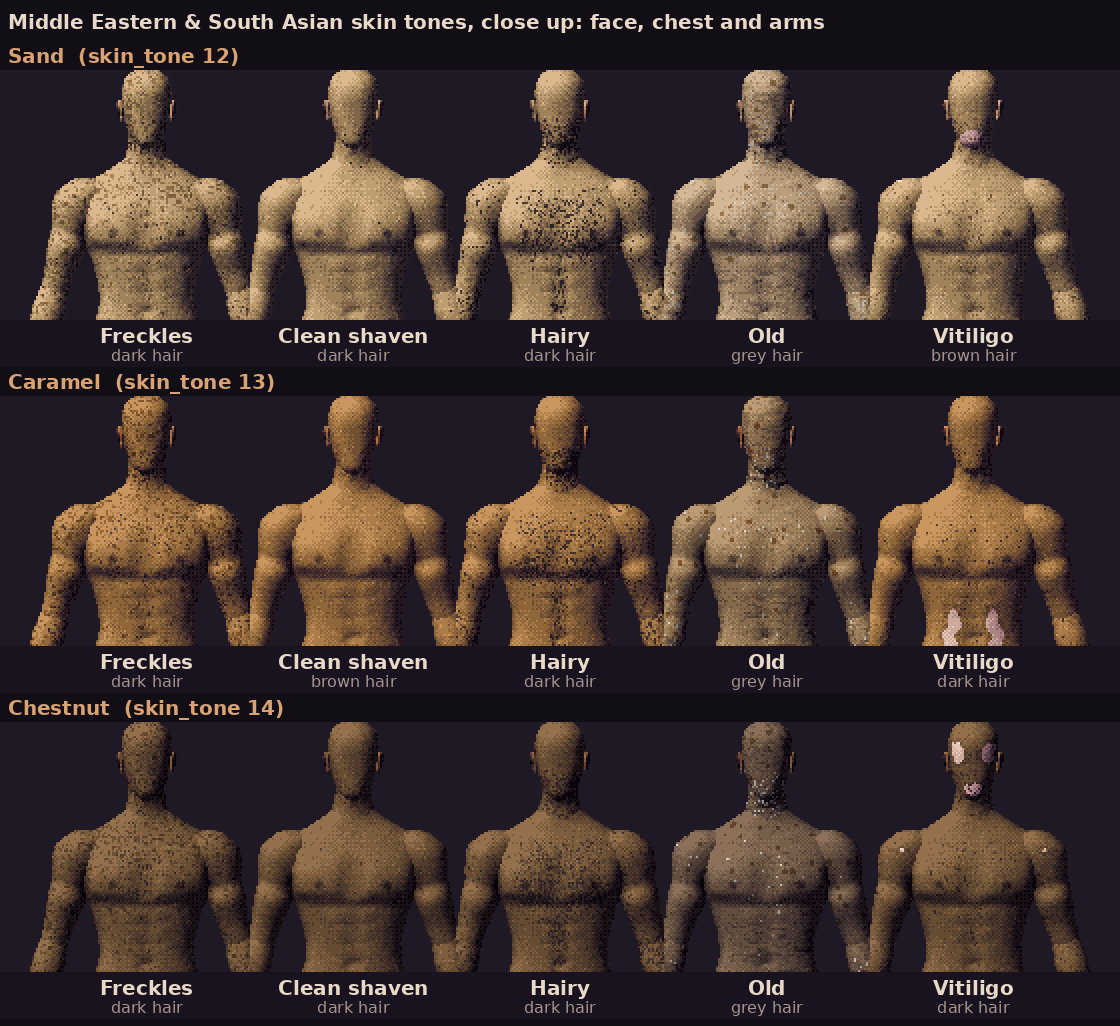 Middle Eastern & South Asian skin tones, close up: face, chest and arms
Sand (skin_tone 12)
Freckles Clean shaven Hairy Old Vitiligo
dark hair dark hair dark hair grey hair brown hair
Caramel (skin_tone 13)
Freckles Clean shaven Hairy Old Vitiligo
dark hair brown hair dark hair grey hair dark hair
Chestnut (skin_tone 14)
Freckles Clean shaven Hairy Old Vitiligo
dark hair dark hair dark hair grey hair dark hair